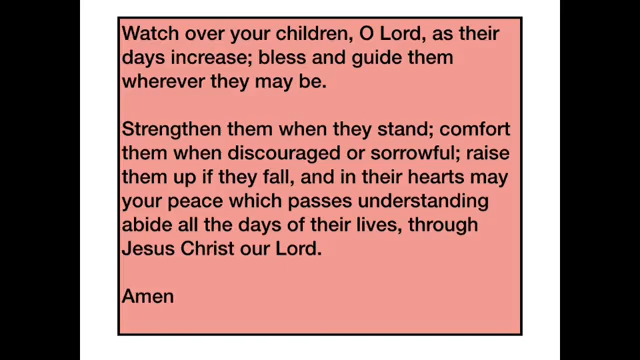 Watch over your children, O Lord, as their
days increase; bless and guide them
wherever they may be.
Strengthen them when they stand; comfort
them when discouraged or sorrowful; raise
them up if they fall, and in their hearts may
your peace which passes understanding
abide all the days of their lives, through
Jesus Christ our Lord.
Amen